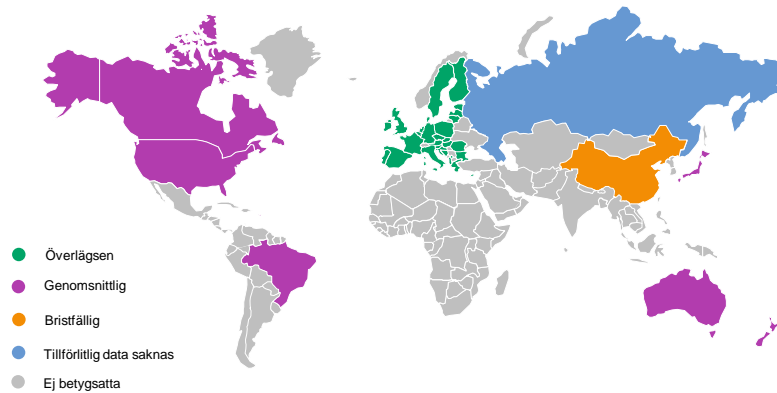 Överlägsen
Genomsnittlig
Bristfällig
Tillförlitlig data saknas
Ej betygsatta